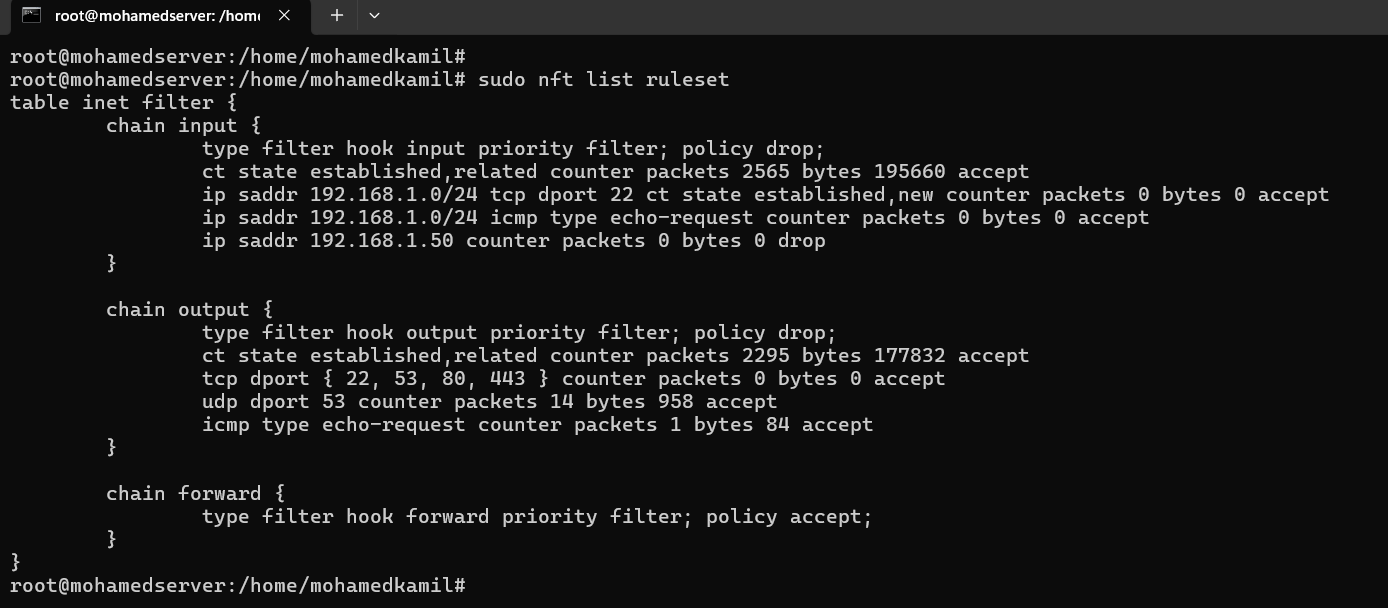 root@mohamedserver: /home
root@mohamedserver:/home/mohamedkamil#
root@mohamedserver:/home/mohamedkamil# sudo nft list ruleset
table inet filter {
        chain input {
                type filter hook input priority filter; policy drop;
                ct state established,related counter packets 2565 bytes 195660 accept
                ip saddr 192.168.1.0/24 tcp dport 22 ct state established,new counter packets 0 bytes 0 accept
                ip saddr 192.168.1.0/24 icmp type echo-request counter packets 0 bytes 0 accept
                ip saddr 192.168.1.50 counter packets 0 bytes 0 drop
        }
        chain output {
                type filter hook output priority filter; policy drop;
                ct state established,related counter packets 2295 bytes 177832 accept
                tcp dport { 22, 53, 80, 443 } counter packets 0 bytes 0 accept
                udp dport 53 counter packets 14 bytes 958 accept
                icmp type echo-request counter packets 1 bytes 84 accept
        }
        chain forward {
                type filter hook forward priority filter; policy accept;
        }
}
root@mohamedserver:/home/mohamedkamil#